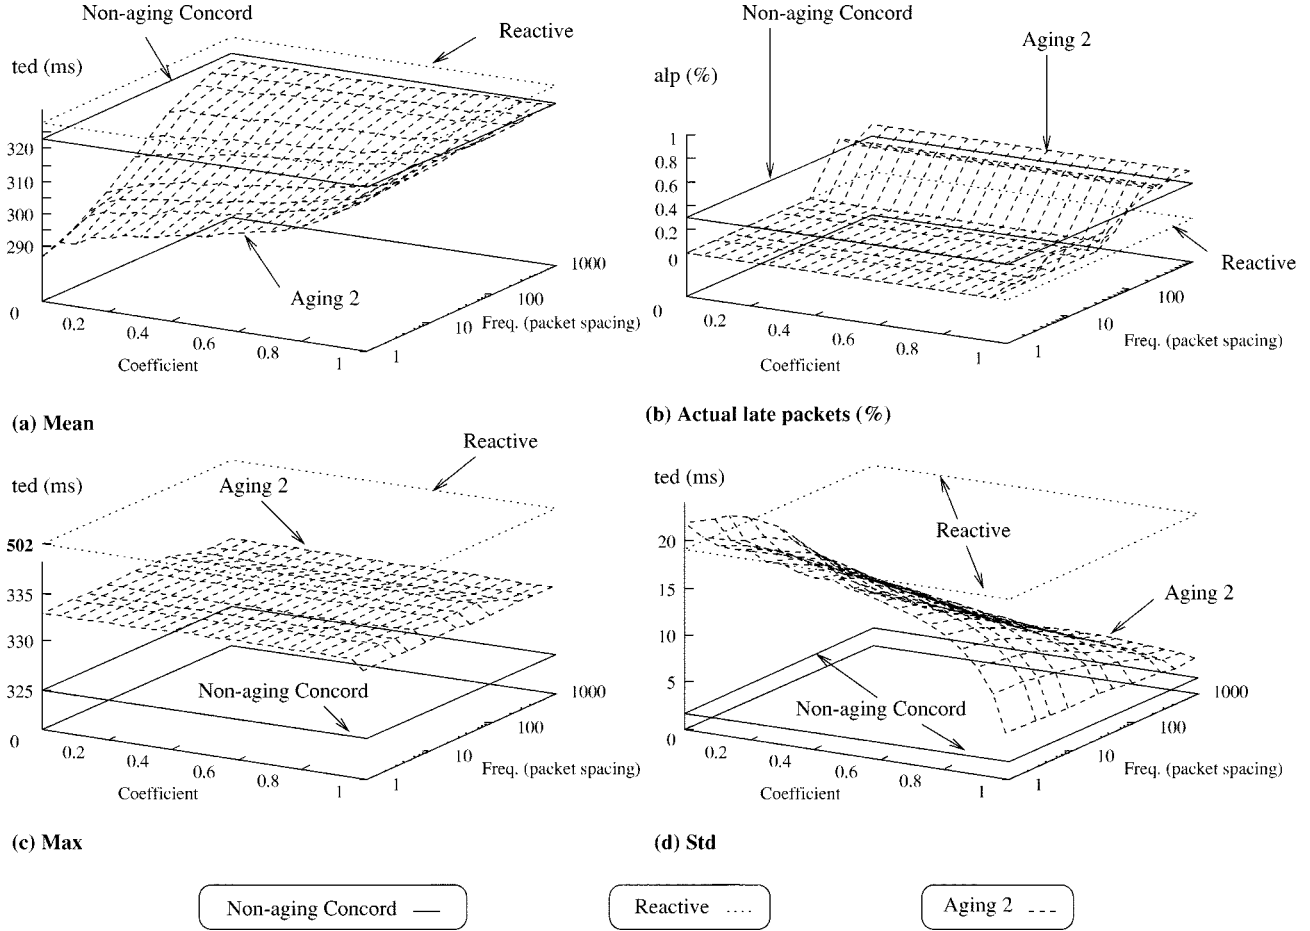 Non-aging Concord
Reactive
ted (ms)
320
310
300
290
0
0.2
0.4
0.6
0.8
1
Coefficient
1
10
100
1000
Freq. (packet spacing)
Aging 2
(a) Mean
Non-aging Concord
Aging 2
alp (%)
1
0.8
0.6
0.4
0.2
0
Reactive
0
0.2
0.4
0.6
0.8
1
Coefficient
1
10
100
Freq. (packet spacing)
(b) Actual late packets (%)
Reactive
ted (ms)
Aging 2
502
335
330
325
0
Non-aging Concord
0.2
0.4
0.6
0.8
1
Coefficient
1
10
100
1000
Freq. (packet spacing)
(c) Max
ted (ms)
Reactive
20
15
10
5
0
Aging 2
Non-aging Concord
0.2
0.4
0.6
0.8
1
Coefficient
1
10
100
1000
Freq. (packet spacing)
(d) Std
Non-aging Concord
Reactive
Aging 2